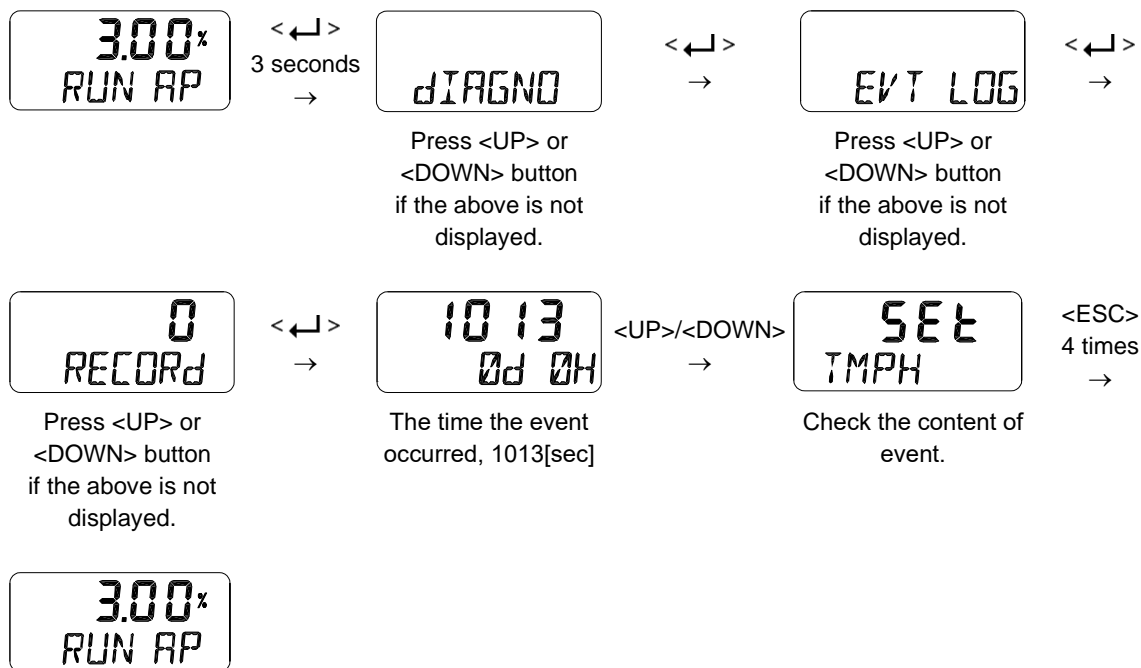 3.00%
RUN AP
< ↵ >
3 seconds
→
dIAGNO
Press <UP> or
<DOWN> button
if the above is not
displayed.
< ↵ >
→
EVT LOG
Press <UP> or
<DOWN> button
if the above is not
displayed.
< ↵ >
→
0
RECORd
Press <UP> or
<DOWN> button
if the above is not
displayed.
< ↵ >
→
1013
0d 0H
The time the event
occurred, 1013[sec]
<UP>/<DOWN>
→
SEt
TMPH
Check the content of
event.
<ESC>
4 times
→
3.00%
RUN AP